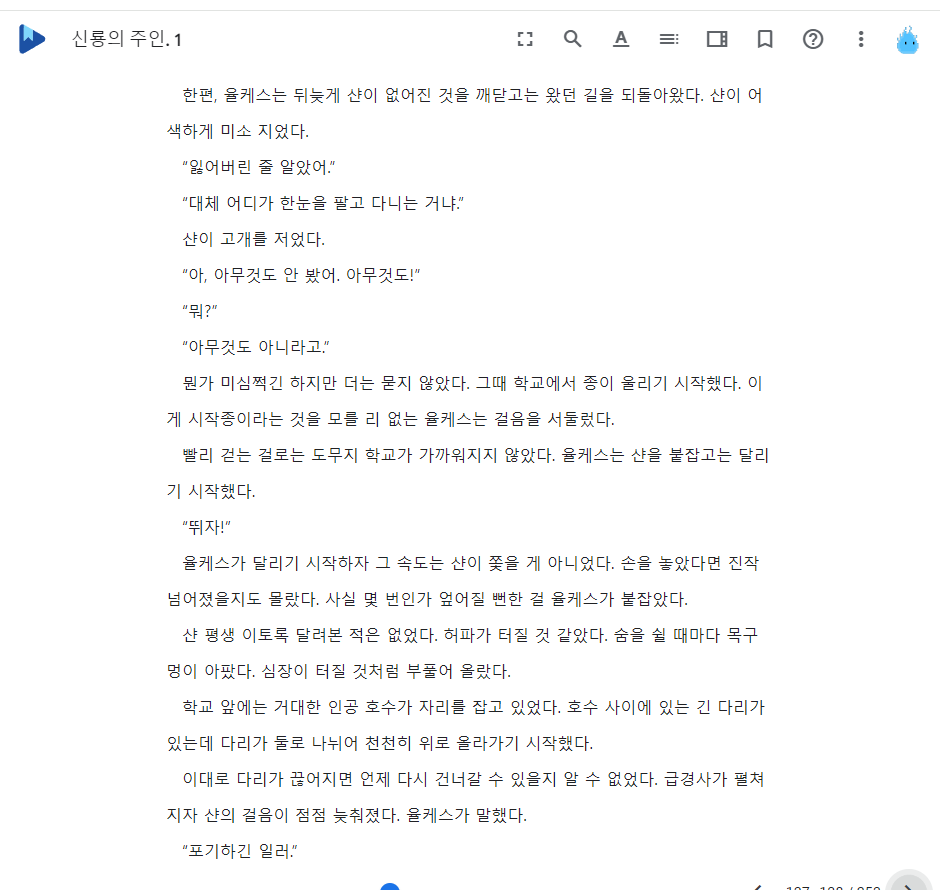 신룡의 주인. 1
한편, 율케스는 뒤늦게 샨이 없어진 것을 깨닫고는 왔던 길을 되돌아왔다. 샨이 어
색하게 미소 지었다.
“잃어버린 줄 알았어.”
“대체 어디가 한눈을 팔고 다니는 거냐.”
샨이 고개를 저었다.
“아, 아무것도 안 봤어. 아무것도!”
“뭐?”
“아무것도 아니라고.”
뭔가 미심쩍긴 하지만 더는 묻지 않았다. 그때 학교에서 종이 울리기 시작했다. 이
게 시작종이라는 것을 모를 리 없는 율케스는 걸음을 서둘렀다.
빨리 걷는 걸로는 도무지 학교가 가까워지지 않았다. 율케스는 샨을 붙잡고는 달리
기 시작했다.
“뛰자!”
율케스가 달리기 시작하자 그 속도는 샨이 쫓을 게 아니었다. 손을 놓았다면 진작
넘어졌을지도 몰랐다. 사실 몇 번인가 엎어질 뻔한 걸 율케스가 붙잡았다.
샨 평생 이토록 달려본 적은 없었다. 허파가 터질 것 같았다. 숨을 쉴 때마다 목구
멍이 아팠다. 심장이 터질 것처럼 부풀어 올랐다.
학교 앞에는 거대한 인공 호수가 자리를 잡고 있었다. 호수 사이에 있는 긴 다리가
있는데 다리가 둘로 나뉘어 천천히 위로 올라가기 시작했다.
이대로 다리가 끊어지면 언제 다시 건너갈 수 있을지 알 수 없었다. 급경사가 펼쳐
지자 샨의 걸음이 점점 늦춰졌다. 율케스가 말했다.
“포기하긴 일러.”